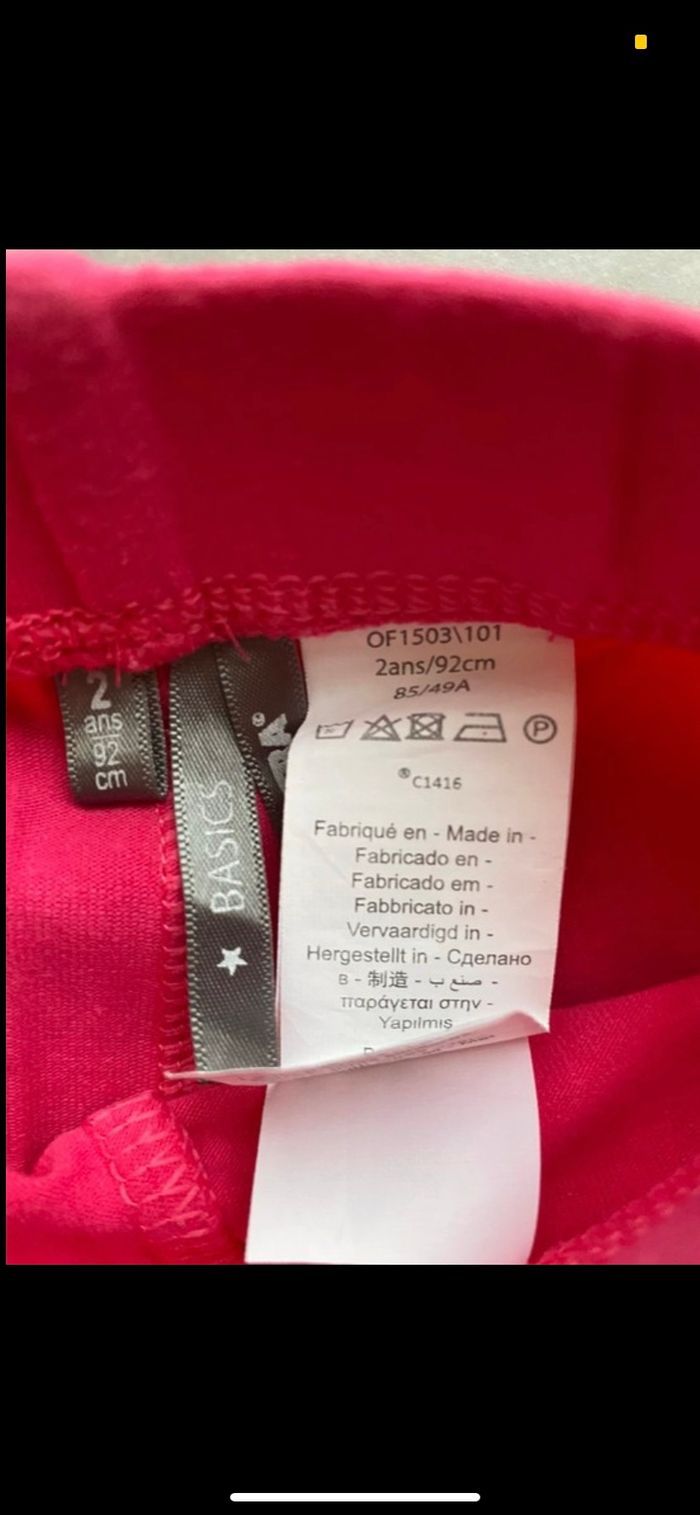 2
ans
92
cm
BASICS
OF1503\101
2ans/92cm
85/49A
P
®C1416
Fabriqué en - Made in -
Fabricado en -
Fabricado em -
Fabbricato in -
Vervaardigd in -
Hergestellt in - Сделано
в - 制造 - صنع ب -
παράγεται στην -
Yapılmış